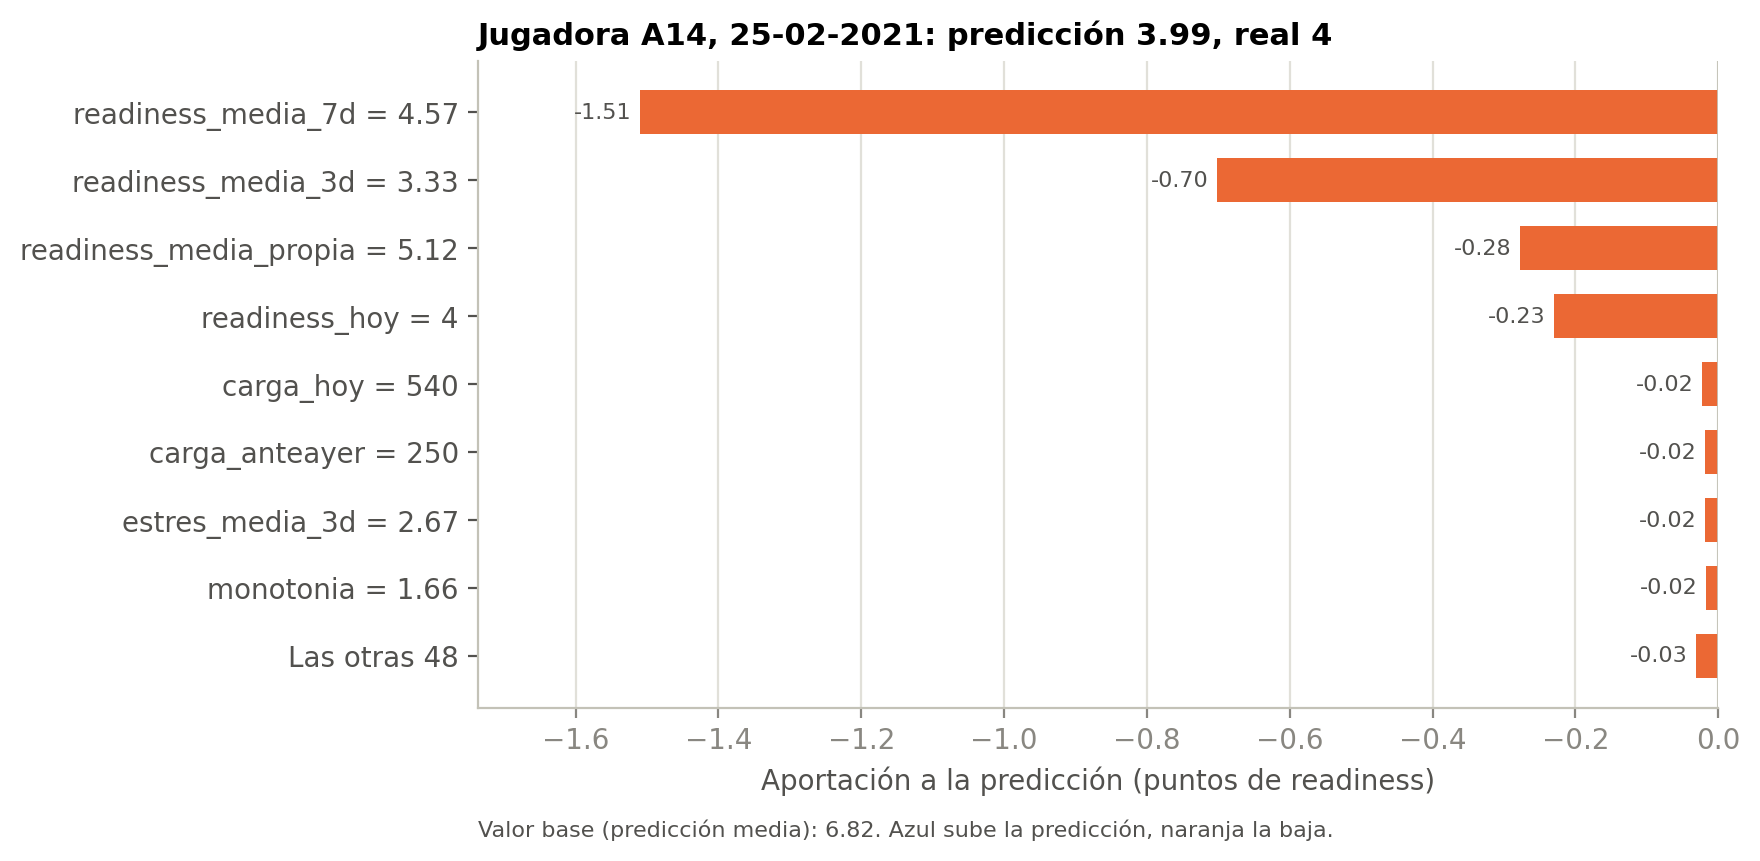 Jugadora A14, 25-02-2021: predicción 3.99, real 4
readiness_media_7d = 4.57
-1.51
readiness_media_3d = 3.33
-0.70
readiness_media_propia = 5.12
-0.28
readiness_hoy = 4
-0.23
carga_hoy = 540
-0.02
carga_anteayer = 250
-0.02
estres_media_3d = 2.67
-0.02
monotonia = 1.66
-0.02
Las otras 48
-0.03
−1.6 −1.4 −1.2 −1.0 −0.8 −0.6 −0.4 −0.2 0.0
Aportación a la predicción (puntos de readiness)
Valor base (predicción media): 6.82. Azul sube la predicción, naranja la baja.